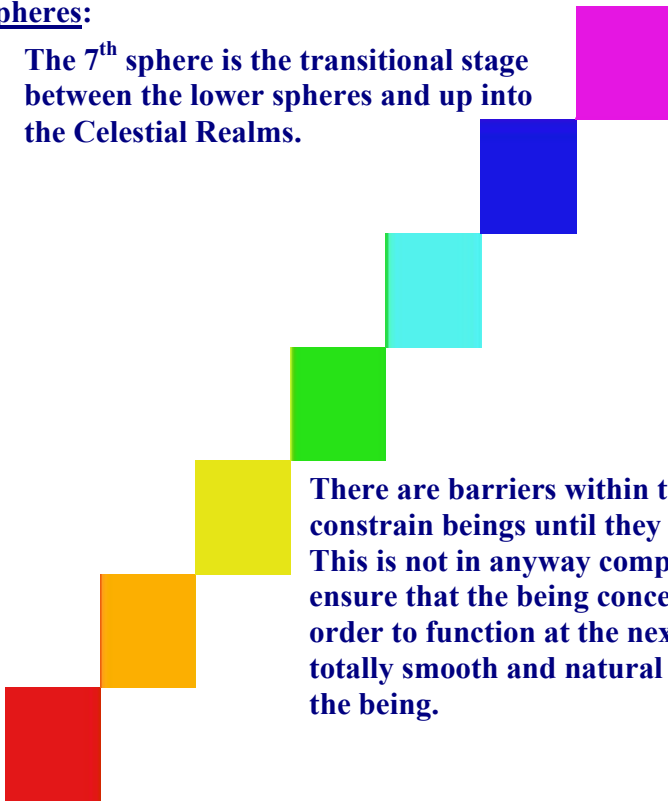 pheres:
The 7th sphere is the transitional stage
between the lower spheres and up into
the Celestial Realms.
There are barriers within t
constrain beings until they
This is not in anyway comp
ensure that the being conce
order to function at the nex
totally smooth and natural
the being.